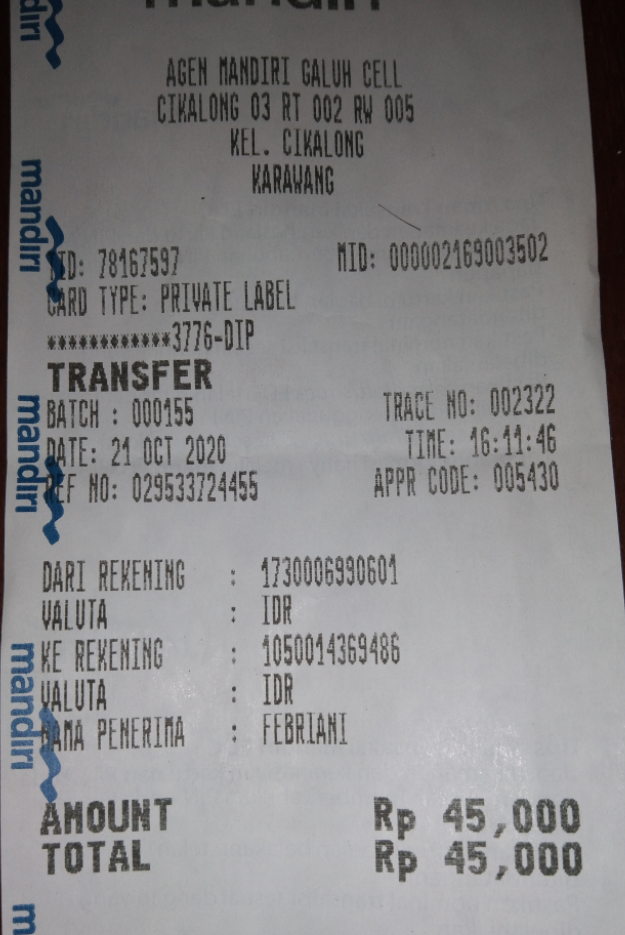 mandiri
AGEN MANDIRI GALUH CELL
CIKALONG 03 RT 002 RW 005
KEL. CIKALONG
KARAWANG
TID: 78167597 MID: 000002169003502
CARD TYPE: PRIVATE LABEL
************3776-DIP
TRANSFER
BATCH : 000155 TRACE NO: 002322
DATE: 21 OCT 2020 TIME: 16:11:46
REF NO: 029533724455 APPR CODE: 005430
DARI REKENING : 1730006990601
VALUTA : IDR
KE REKENING : 1050014369486
VALUTA : IDR
NAMA PENERIMA : FEBRIANI
AMOUNT Rp 45,000
TOTAL Rp 45,000
mandiri
mandiri
mandiri